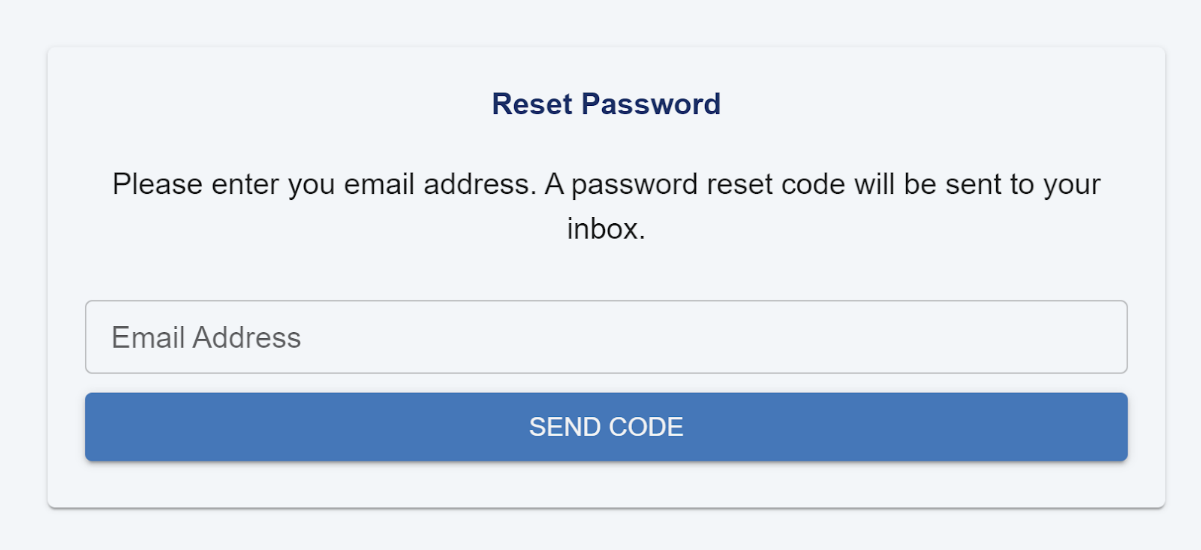 Reset Password
Please enter you email address. A password reset code will be sent to your
inbox.
Email Address
SEND CODE